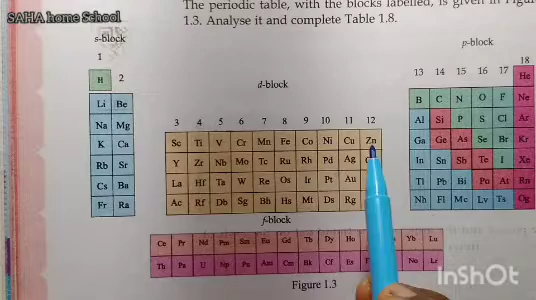 The periodic table, with the blocks labelled, is given in
1.3. Analyse it and complete Table 1.8.
SAHA home School
s-block
p-block
d-block
1
18
H 2
He
13 14 15 16 17
Li Be
B C N O F Ne
3 4 5 6 7 8 9 10 11 12
Na Mg
Al Si P S Cl Ar
K Ca Sc Ti V Cr Mn Fe Co Ni Cu Zn Ga Ge As Se Br Kr
Rb Sr Y Zr Nb Mo Tc Ru Rh Pd Ag In Sn Sb Te I Xe
Cs Ba La Hf Ta W Re Os Ir Pt Au Tl Pb Bi Po At Rn
Fr Ra Ac Rf Db Sg Bh Hs Mt Ds Rg Nh Fl Mc Lv Ts Og
f-block
Ce Pr Nd Pm Sm Eu Gd Tb Dy Ho Yb Lu
Th Pa U Np Pu Am Cm Bk Cf Es No Lr
Figure 1.3
InShOt